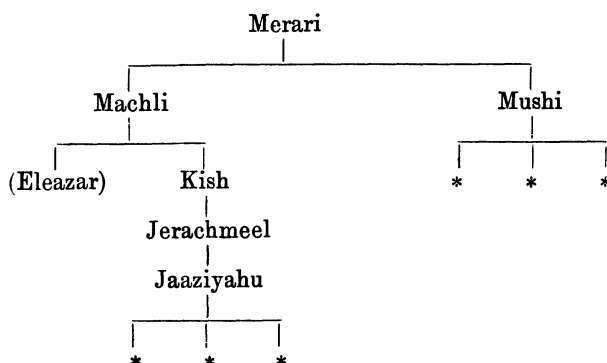 Merari
Machli Mushi
(Eleazar) Kish * * *
Jerachmeel
Jaaziyahu
* * *